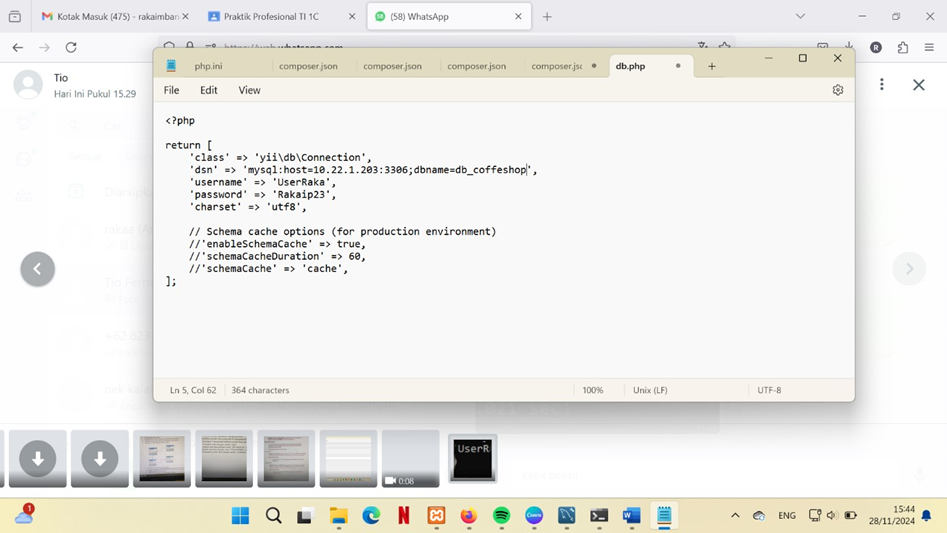 Kotak Masuk (475) - rakaimban
Praktik Profesional TI 1C
(58) WhatsApp
php.ini
composer.json
composer.json
composer.json
composer.jsc
db.php
Tio
Hari Ini Pukul 15.29
File
Edit
View
<?php
return [
'class' => 'yii\db\Connection',
'dsn' => 'mysql:host=10.22.1.203:3306;dbname=db_coffeshop',
'username' => 'UserRaka',
'password' => 'Rakaip23',
'charset' => 'utf8',
// Schema cache options (for production environment)
//'enableSchemaCache' => true,
//'schemaCacheDuration' => 60,
//'schemaCache' => 'cache',
];
Ln 5, Col 62
364 characters
100%
Unix (LF)
UTF-8
0:08
UserR
1
ENG
15:44
28/11/2024